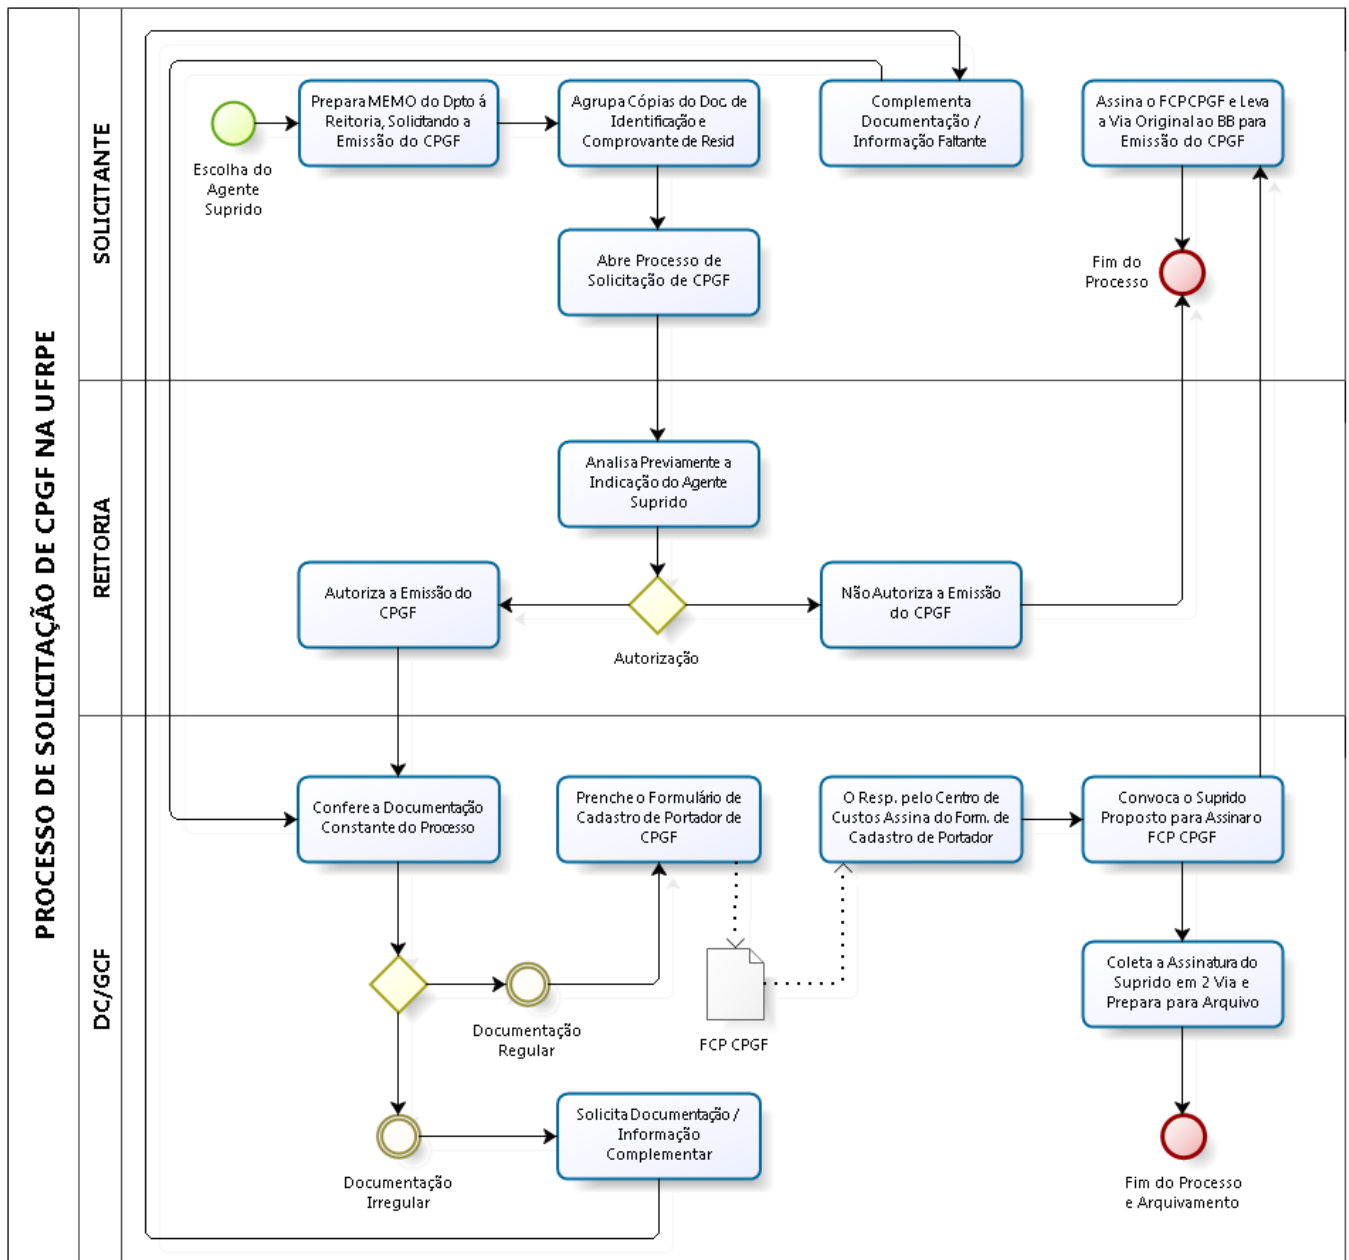 PROCESSO DE SOLICITAÇÃO DE CPGF NA UFRPE
SOLICITANTE
Escolha do
Agente
Suprido
Prepara MEMO do Dpto á
Reitoria, Solicitando a
Emissão do CPGF
Agrupa Cópias do Doc. de
Identificação e
Comprovante de Resid
Complementa
Documentação /
Informação Faltante
Assina o FCPCPGF e Leva
a Via Original ao BB para
Emissão do CPGF
Abre Processo de
Solicitação de CPGF
Fim do
Processo
REITORIA
Analisa Previamente a
Indicação do Agente
Suprido
Autoriza a Emissão do
CPGF
Autorização
Não Autoriza a Emissão
do CPGF
DC/GCF
Confere a Documentação
Constante do Processo
Prenche o Formulário de
Cadastro de Portador de
CPGF
O Resp. pelo Centro de
Custos Assina do Form. de
Cadastro de Portador
Convoca o Suprido
Proposto para Assinar o
FCP CPGF
Documentação
Regular
FCP CPGF
Coleta a Assinatura do
Suprido em 2 Via e
Prepara para Arquivo
Documentação
Irregular
Solicita Documentação /
Informação
Complementar
Fim do Processo
e Arquivamento